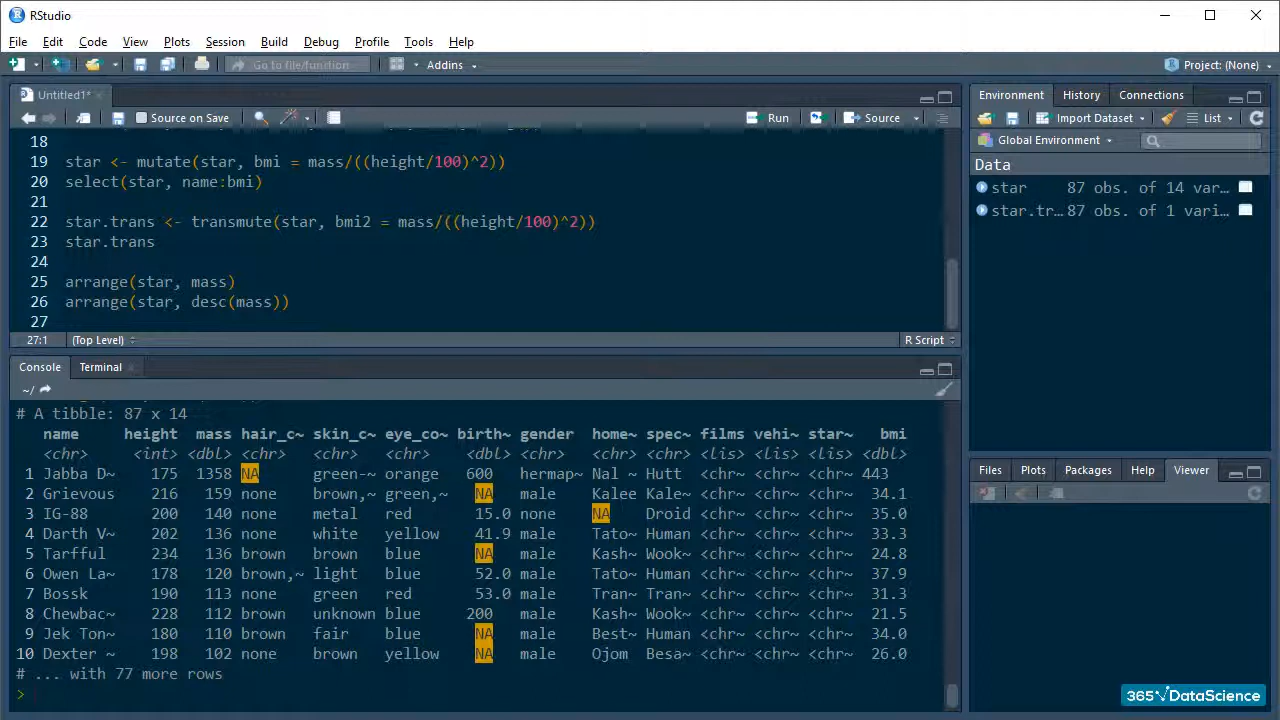 RStudio
File Edit Code View Plots Session Build Debug Profile Tools Help
Go to file/function Addins Project: (None)
Untitled1*
Source on Save Run Source
18
19 star <- mutate(star, bmi = mass/((height/100)^2))
20 select(star, name:bmi)
21
22 star.trans <- transmute(star, bmi2 = mass/((height/100)^2))
23 star.trans
24
25 arrange(star, mass)
26 arrange(star, desc(mass))
27
27:1 (Top Level) R Script
Console Terminal
~/
# A tibble: 87 x 14
name height mass hair_c~ skin_c~ eye_co~ birth~ gender home~ spec~ films vehi~ star~ bmi
<chr> <int> <dbl> <chr> <chr> <chr> <dbl> <chr> <chr> <chr> <lis> <lis> <lis> <dbl>
1 Jabba D~ 175 1358 NA green-~ orange 600 hermap~ Nal ~ Hutt <chr~ <chr~ <chr~ 443
2 Grievous 216 159 none brown,~ green,~ NA male Kalee Kale~ <chr~ <chr~ <chr~ 34.1
3 IG-88 200 140 none metal red 15.0 none NA Droid <chr~ <chr~ <chr~ 35.0
4 Darth V~ 202 136 none white yellow 41.9 male Tato~ Human <chr~ <chr~ <chr~ 33.3
5 Tarfful 234 136 brown brown blue NA male Kash~ Wook~ <chr~ <chr~ <chr~ 24.8
6 Owen La~ 178 120 brown,~ light blue 52.0 male Tato~ Human <chr~ <chr~ <chr~ 37.9
7 Bossk 190 113 none green red 53.0 male Tran~ Tran~ <chr~ <chr~ <chr~ 31.3
8 Chewbac~ 228 112 brown unknown blue 200 male Kash~ Wook~ <chr~ <chr~ <chr~ 21.5
9 Jek Ton~ 180 110 brown fair blue NA male Best~ Human <chr~ <chr~ <chr~ 34.0
10 Dexter ~ 198 102 none brown yellow NA male Ojom Besa~ <chr~ <chr~ <chr~ 26.0
# ... with 77 more rows
>
Environment History Connections
Import Dataset List
Global Environment
Data
star 87 obs. of 14 var...
star.tr... 87 obs. of 1 vari...
Files Plots Packages Help Viewer
365 DataScience